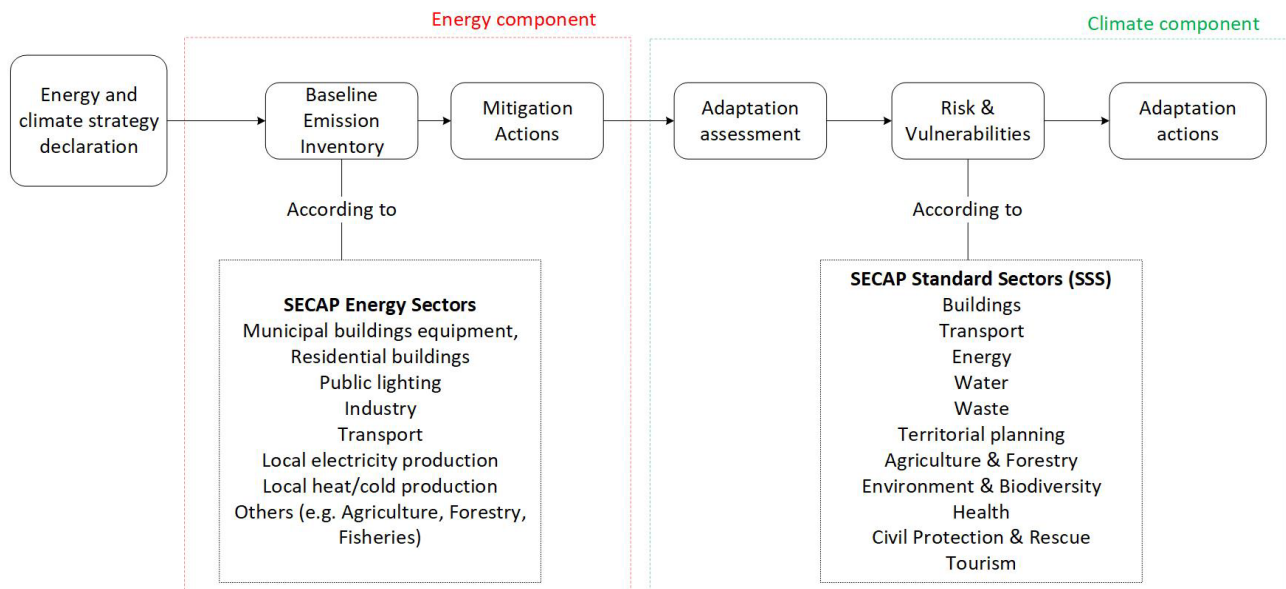 Energy component
Climate component
Energy and
climate strategy
declaration
Baseline
Emission
Inventory
Mitigation
Actions
Adaptation
assessment
Risk &
Vulnerabilities
Adaptation
actions
According to
According to
SECAP Energy Sectors
Municipal buildings equipment,
Residential buildings
Public lighting
Industry
Transport
Local electricity production
Local heat/cold production
Others (e.g. Agriculture, Forestry,
Fisheries)
SECAP Standard Sectors (SSS)
Buildings
Transport
Energy
Water
Waste
Territorial planning
Agriculture & Forestry
Environment & Biodiversity
Health
Civil Protection & Rescue
Tourism